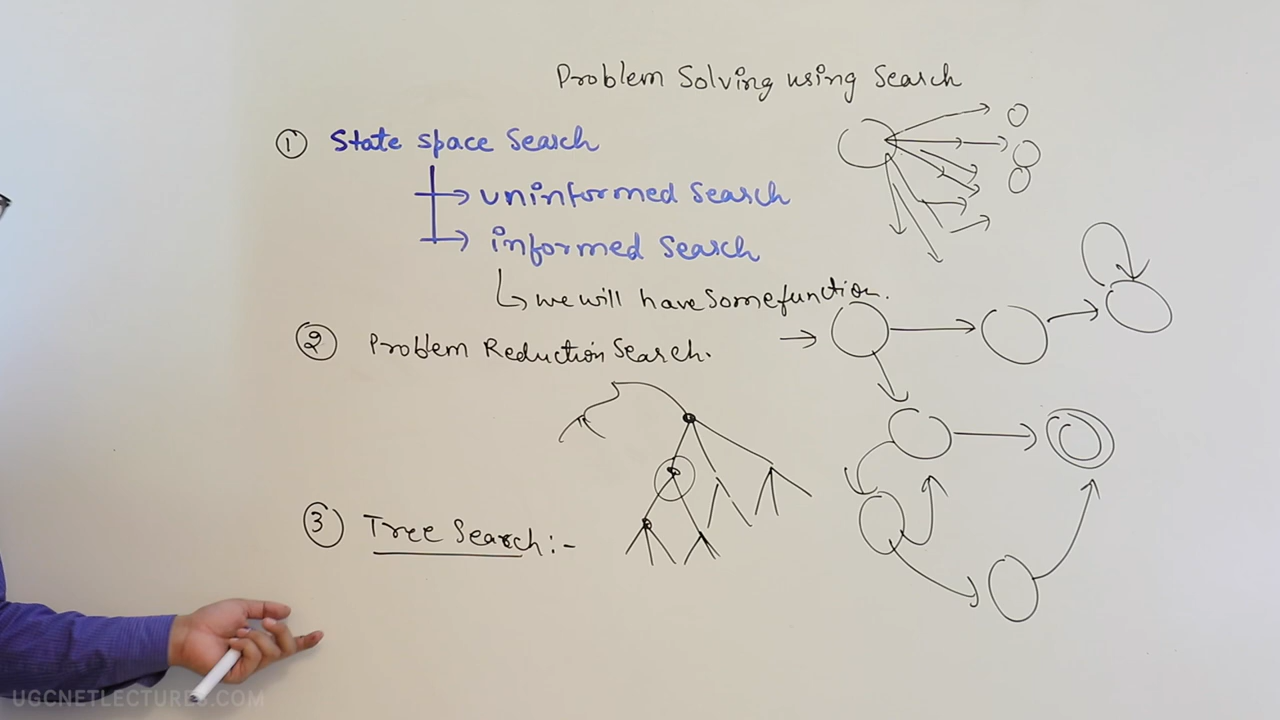 Problem Solving using Search
① State space Search
uninformed Search
informed Search
we will have some function.
② Problem Reduction Search.
③ Tree Search:-
UGCNETLECTURES.COM